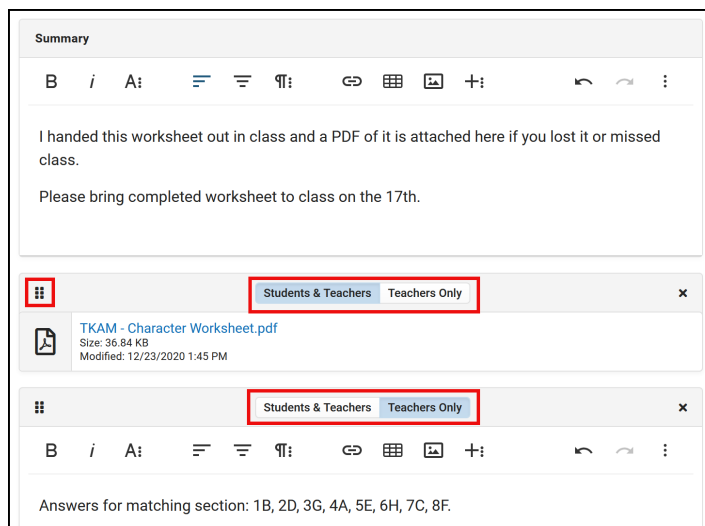 Summary
B i A
I handed this worksheet out in class and a PDF of it is attached here if you lost it or missed
class.
Please bring completed worksheet to class on the 17th.
Students & Teachers Teachers Only
TKAM - Character Worksheet.pdf
Size: 36.84 KB
Modified: 12/23/2020 1:45 PM
Students & Teachers Teachers Only
B i A
Answers for matching section: 1B, 2D, 3G, 4A, 5E, 6H, 7C, 8F.